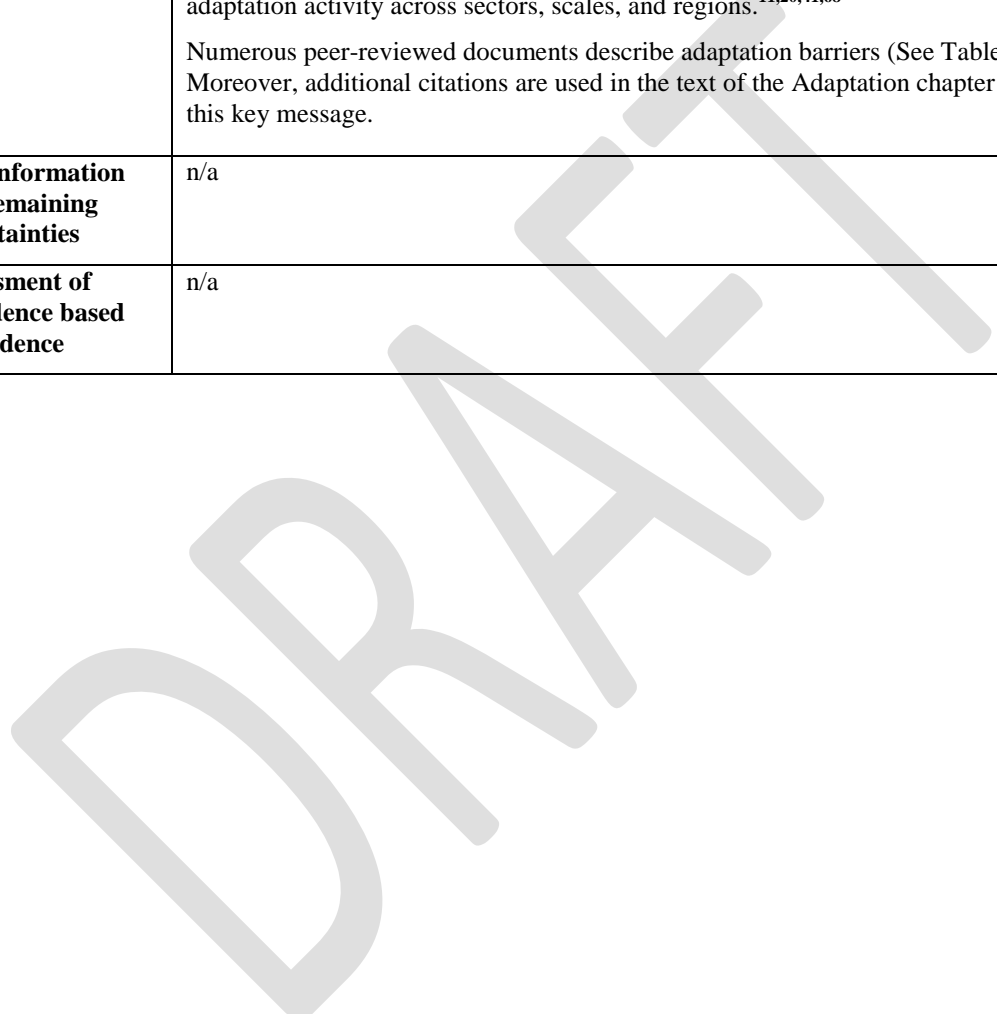 adaptation activity across sectors, scales, and regions.
Numerous peer-reviewed documents describe adaptation barriers (See Table
Moreover, additional citations are used in the text of the Adaptation chapter
this key message.
nformation
emaining
tainties
n/a
sment of
lence based
dence
n/a
DRAFT